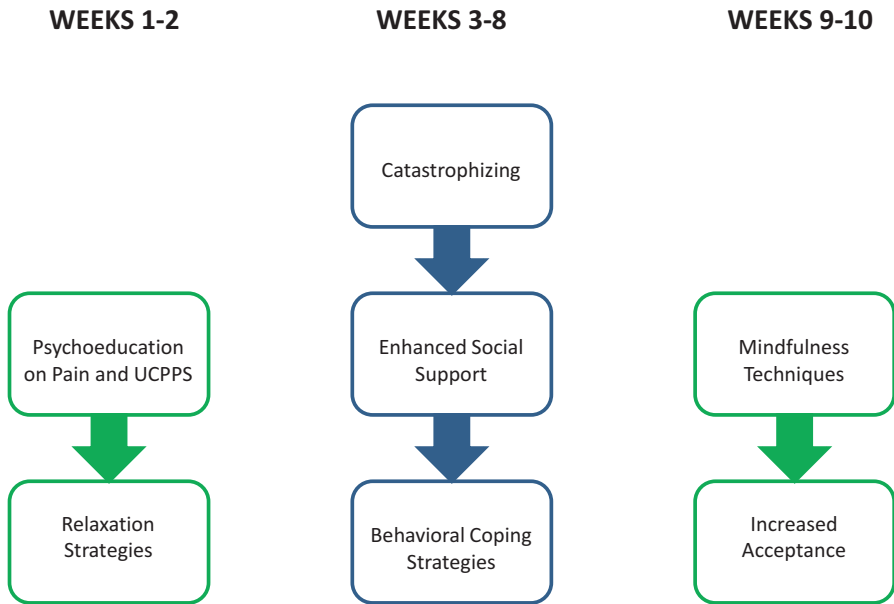 WEEKS 1-2
WEEKS 3-8
WEEKS 9-10
Catastrophizing
Psychoeducation
on Pain and UCPPS
Enhanced Social
Support
Mindfulness
Techniques
Relaxation
Strategies
Behavioral Coping
Strategies
Increased
Acceptance